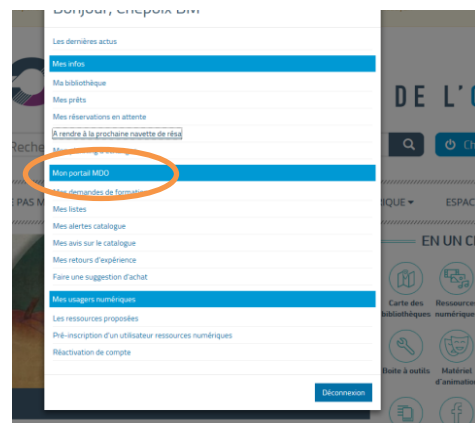 Bonjour, Chepoix BM
Les dernières actus
Mes infos
Ma bibliothèque
Mes prêts
Mes réservations en attente
A rendre à la prochaine navette de résa
Mon portail MDO
Mes demandes de formation
Mes listes
Mes alertes catalogue
Mes avis sur le catalogue
Mes retours d'expérience
Faire une suggestion d'achat
Mes usagers numériques
Les ressources proposées
Pré-inscription d'un utilisateur ressources numériques
Réactivation de compte
Déconnexion
DE L'
Reche
Ch
PAS M
IQUE
ESPAC
EN UN C
Carte des bibliothèques
Ressources numérique
Boite à outils
Matériel d'animation